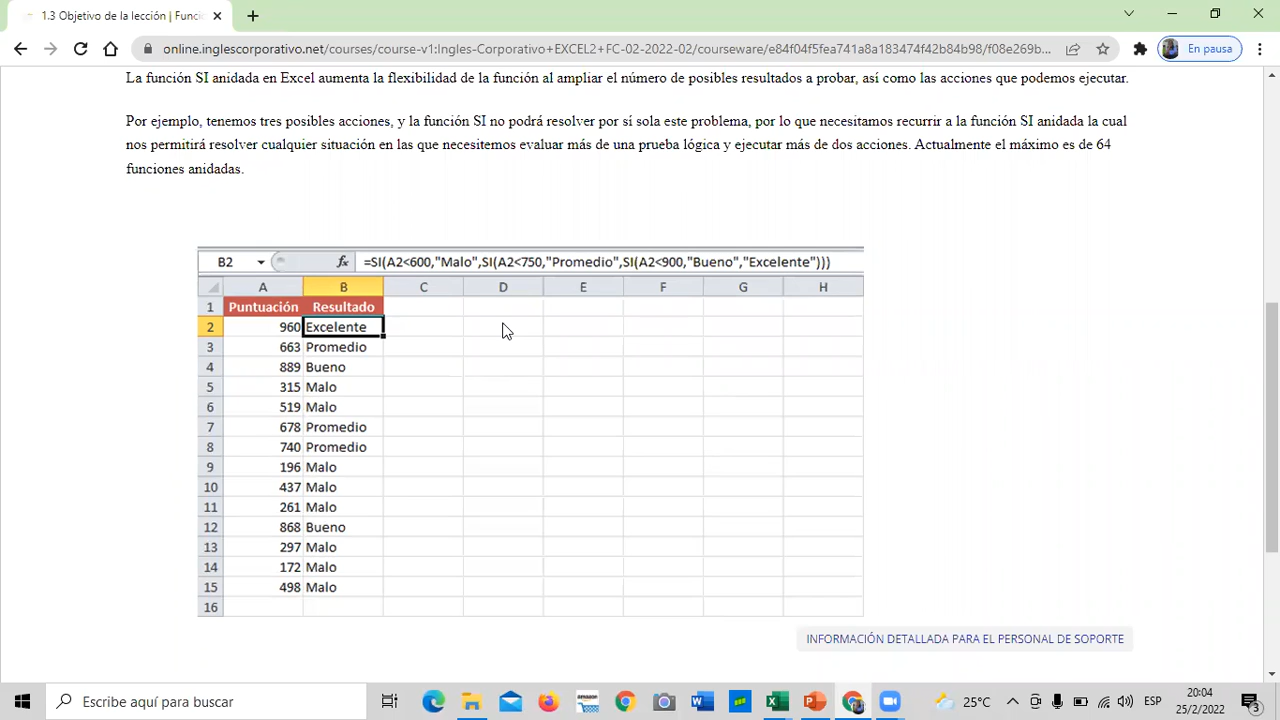 1.3 Objetivo de la lección | Funci
online.inglescorporativo.net/courses/course-v1:Ingles-Corporativo+EXCEL2+FC-02-2022-02/courseware/e84f04f5fea741a8a183474f42b84b98/f08e269b...
En pausa
La función SI anidada en Excel aumenta la flexibilidad de la función al ampliar el número de posibles resultados a probar, así como las acciones que podemos ejecutar.
Por ejemplo, tenemos tres posibles acciones, y la función SI no podrá resolver por sí sola este problema, por lo que necesitamos recurrir a la función SI anidada la cual
nos permitirá resolver cualquier situación en las que necesitemos evaluar más de una prueba lógica y ejecutar más de dos acciones. Actualmente el máximo es de 64
funciones anidadas.
B2 fx =SI(A2<600,"Malo",SI(A2<750,"Promedio",SI(A2<900,"Bueno","Excelente")))
A B C D E F G H
1 Puntuación Resultado
2 960 Excelente
3 663 Promedio
4 889 Bueno
5 315 Malo
6 519 Malo
7 678 Promedio
8 740 Promedio
9 196 Malo
10 437 Malo
11 261 Malo
12 868 Bueno
13 297 Malo
14 172 Malo
15 498 Malo
16
INFORMACIÓN DETALLADA PARA EL PERSONAL DE SOPORTE
Escribe aquí para buscar
amazon
25°C
ESP
20:04
25/2/2022
3